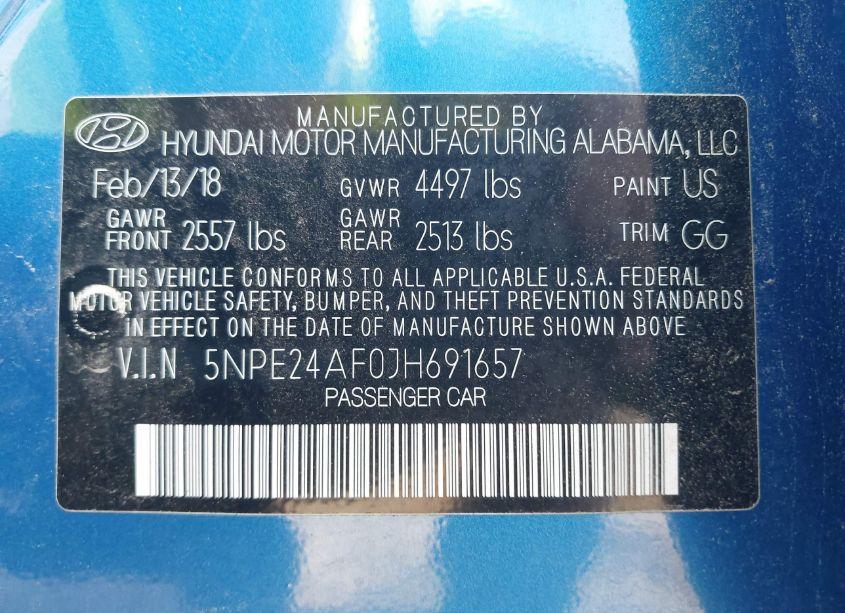 MANUFACTURED BY
HYUNDAI MOTOR MANUFACTURING ALABAMA, LLC
Feb/13/18 GVWR 4497 lbs PAINT US
GAWR FRONT 2557 lbs GAWR REAR 2513 lbs TRIM GG
THIS VEHICLE CONFORMS TO ALL APPLICABLE U.S.A. FEDERAL
MOTOR VEHICLE SAFETY, BUMPER, AND THEFT PREVENTION STANDARDS
IN EFFECT ON THE DATE OF MANUFACTURE SHOWN ABOVE
V.I.N 5NPE24AF0JH691657
PASSENGER CAR